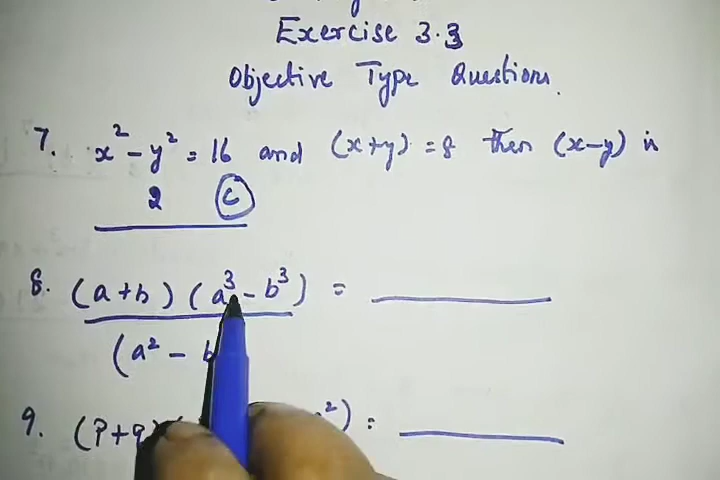 Exercise 3.3
Objective Type Questions.
7. x² - y² = 16 and (x+y) = 8 then (x-y) is
2 (C)
8. (a+b) (a³ - b³) =
(a² - b
9. (P+q) ²) =